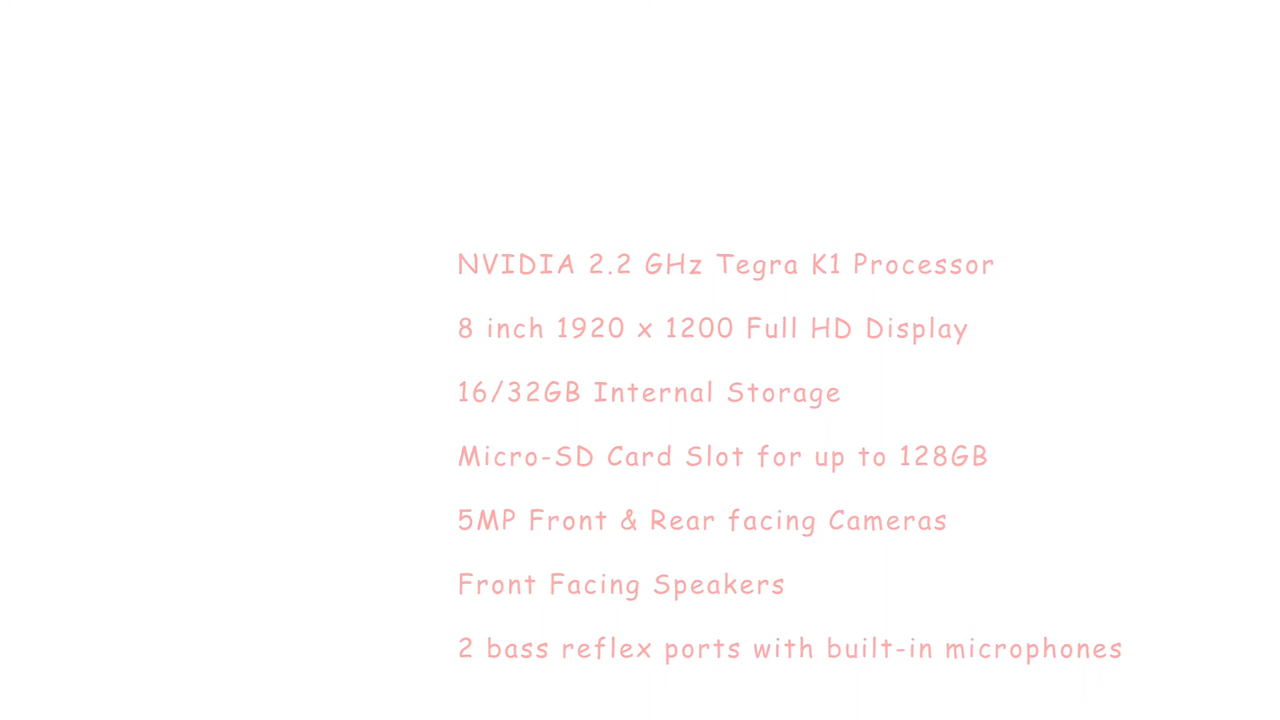 NVIDIA 2.2 GHz Tegra K1 Processor
8 inch 1920 x 1200 Full HD Display
16/32GB Internal Storage
Micro-SD Card Slot for up to 128GB
5MP Front & Rear facing Cameras
Front Facing Speakers
2 bass reflex ports with built-in microphones